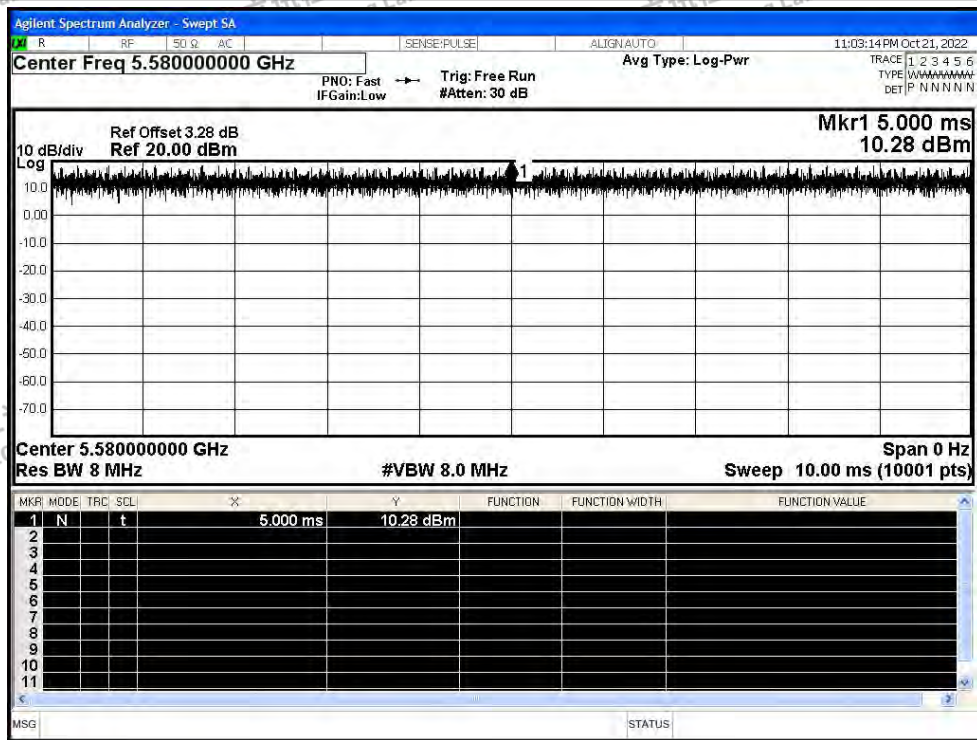 Agilent Spectrum Analyzer - Swept SA
LXI R RF 50 Ω AC SENSE:PULSE ALIGN AUTO 11:03:14 PM Oct 21, 2022
Center Freq 5.580000000 GHz Avg Type: Log-Pwr TRACE 1 2 3 4 5 6
PNO: Fast Trig: Free Run TYPE
IFGain:Low #Atten: 30 dB DET P N N N N N
Mkr1 5.000 ms
Ref Offset 3.28 dB
10 dB/div Ref 20.00 dBm 10.28 dBm
Log
1
10.0
0.00
-10.0
-20.0
-30.0
-40.0
-50.0
-60.0
-70.0
Center 5.580000000 GHz Span 0 Hz
Res BW 8 MHz #VBW 8.0 MHz Sweep 10.00 ms (10001 pts)
MKR MODE TRC SCL X Y FUNCTION FUNCTION WIDTH FUNCTION VALUE
1 N t 5.000 ms 10.28 dBm
2
3
4
5
6
7
8
9
10
11
MSG STATUS